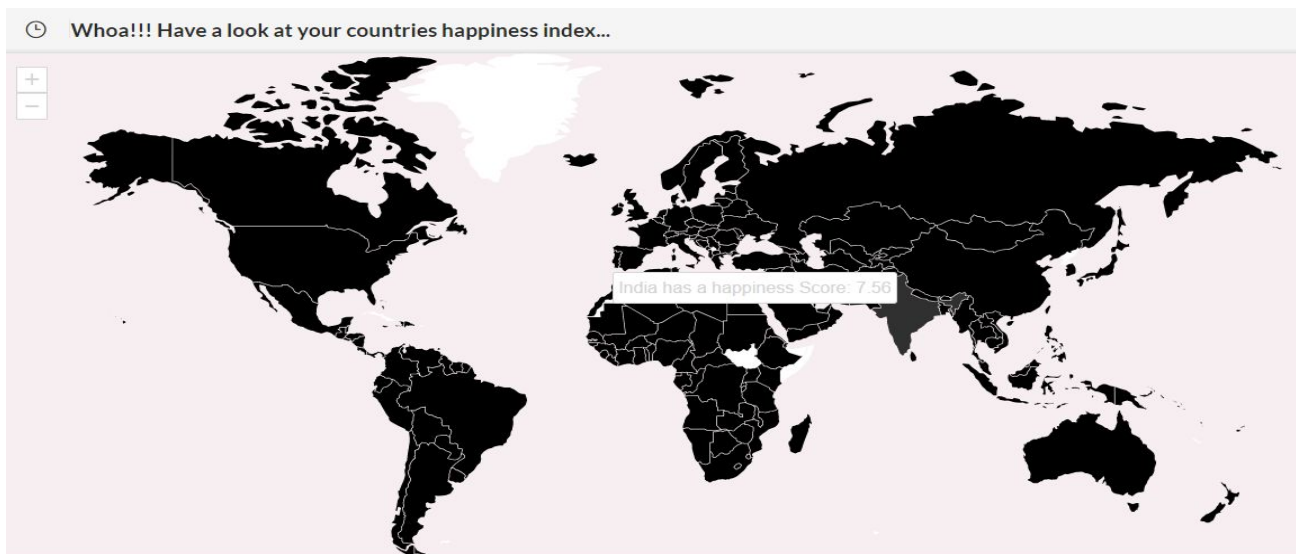 Whoa!!! Have a look at your countries happiness index...
+
−
India has a happiness Score: 7.56